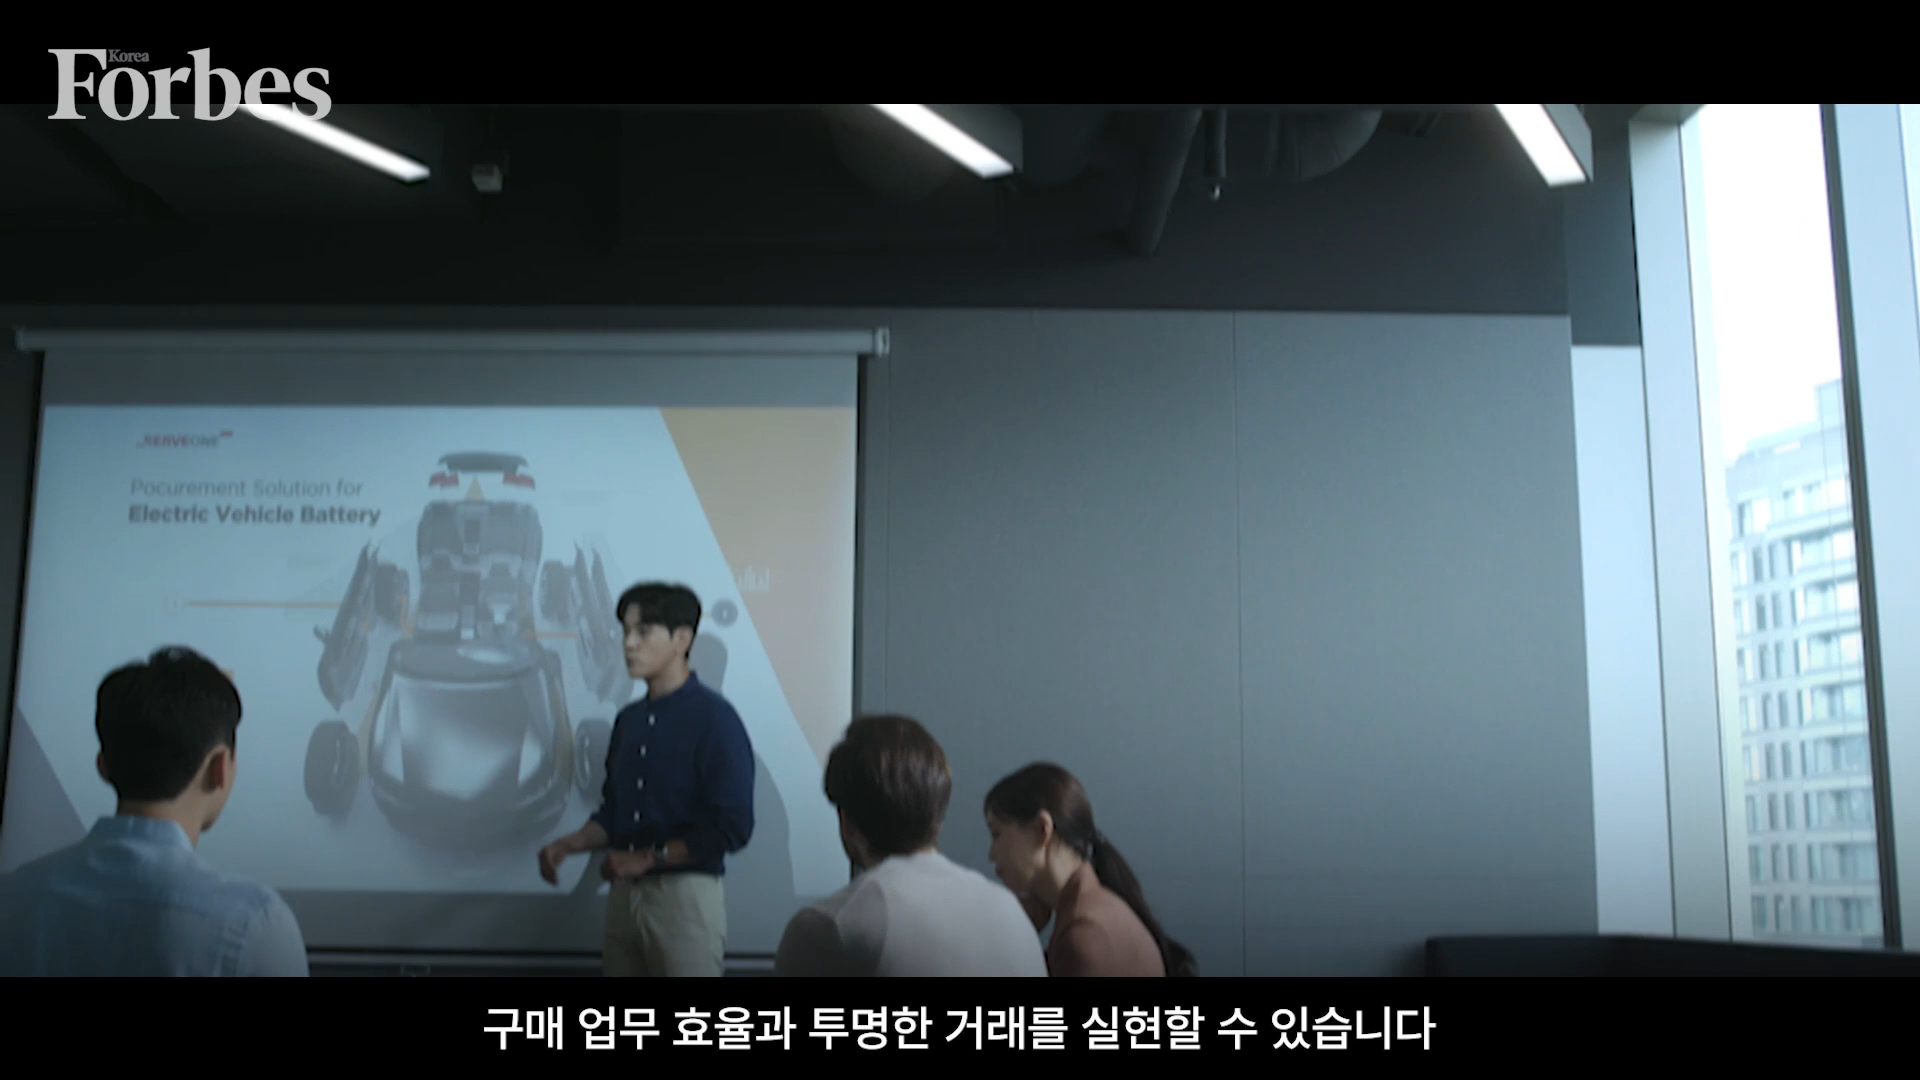 Korea
Forbes
SERVEONE
Pocurement Solution for
Electric Vehicle Battery
구매 업무 효율과 투명한 거래를 실현할 수 있습니다